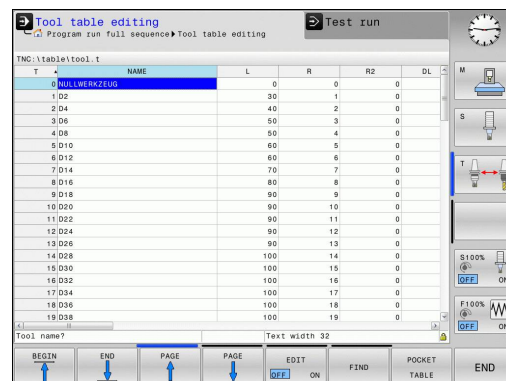 Tool table editing
Test run
Program run full sequence▶Tool table editing
TNC:\table\tool.t
T NAME L R R2 DL
0 NULLWERKZEUG 0 0 0
1 D2 30 1 0
2 D4 40 2 0
3 D6 50 3 0
4 D8 50 4 0
5 D10 60 5 0
6 D12 60 6 0
7 D14 70 7 0
8 D16 80 8 0
9 D18 90 9 0
10 D20 90 10 0
11 D22 90 11 0
12 D24 90 12 0
13 D26 90 13 0
14 D28 100 14 0
15 D30 100 15 0
16 D32 100 16 0
17 D34 100 17 0
18 D36 100 18 0
19 D38 100 19 0
Tool name?
Text width 32
M
S
T
S100%
OFF ON
F100%
OFF ON
BEGIN
END
PAGE
PAGE
EDIT
OFF ON
FIND
POCKET
TABLE
END